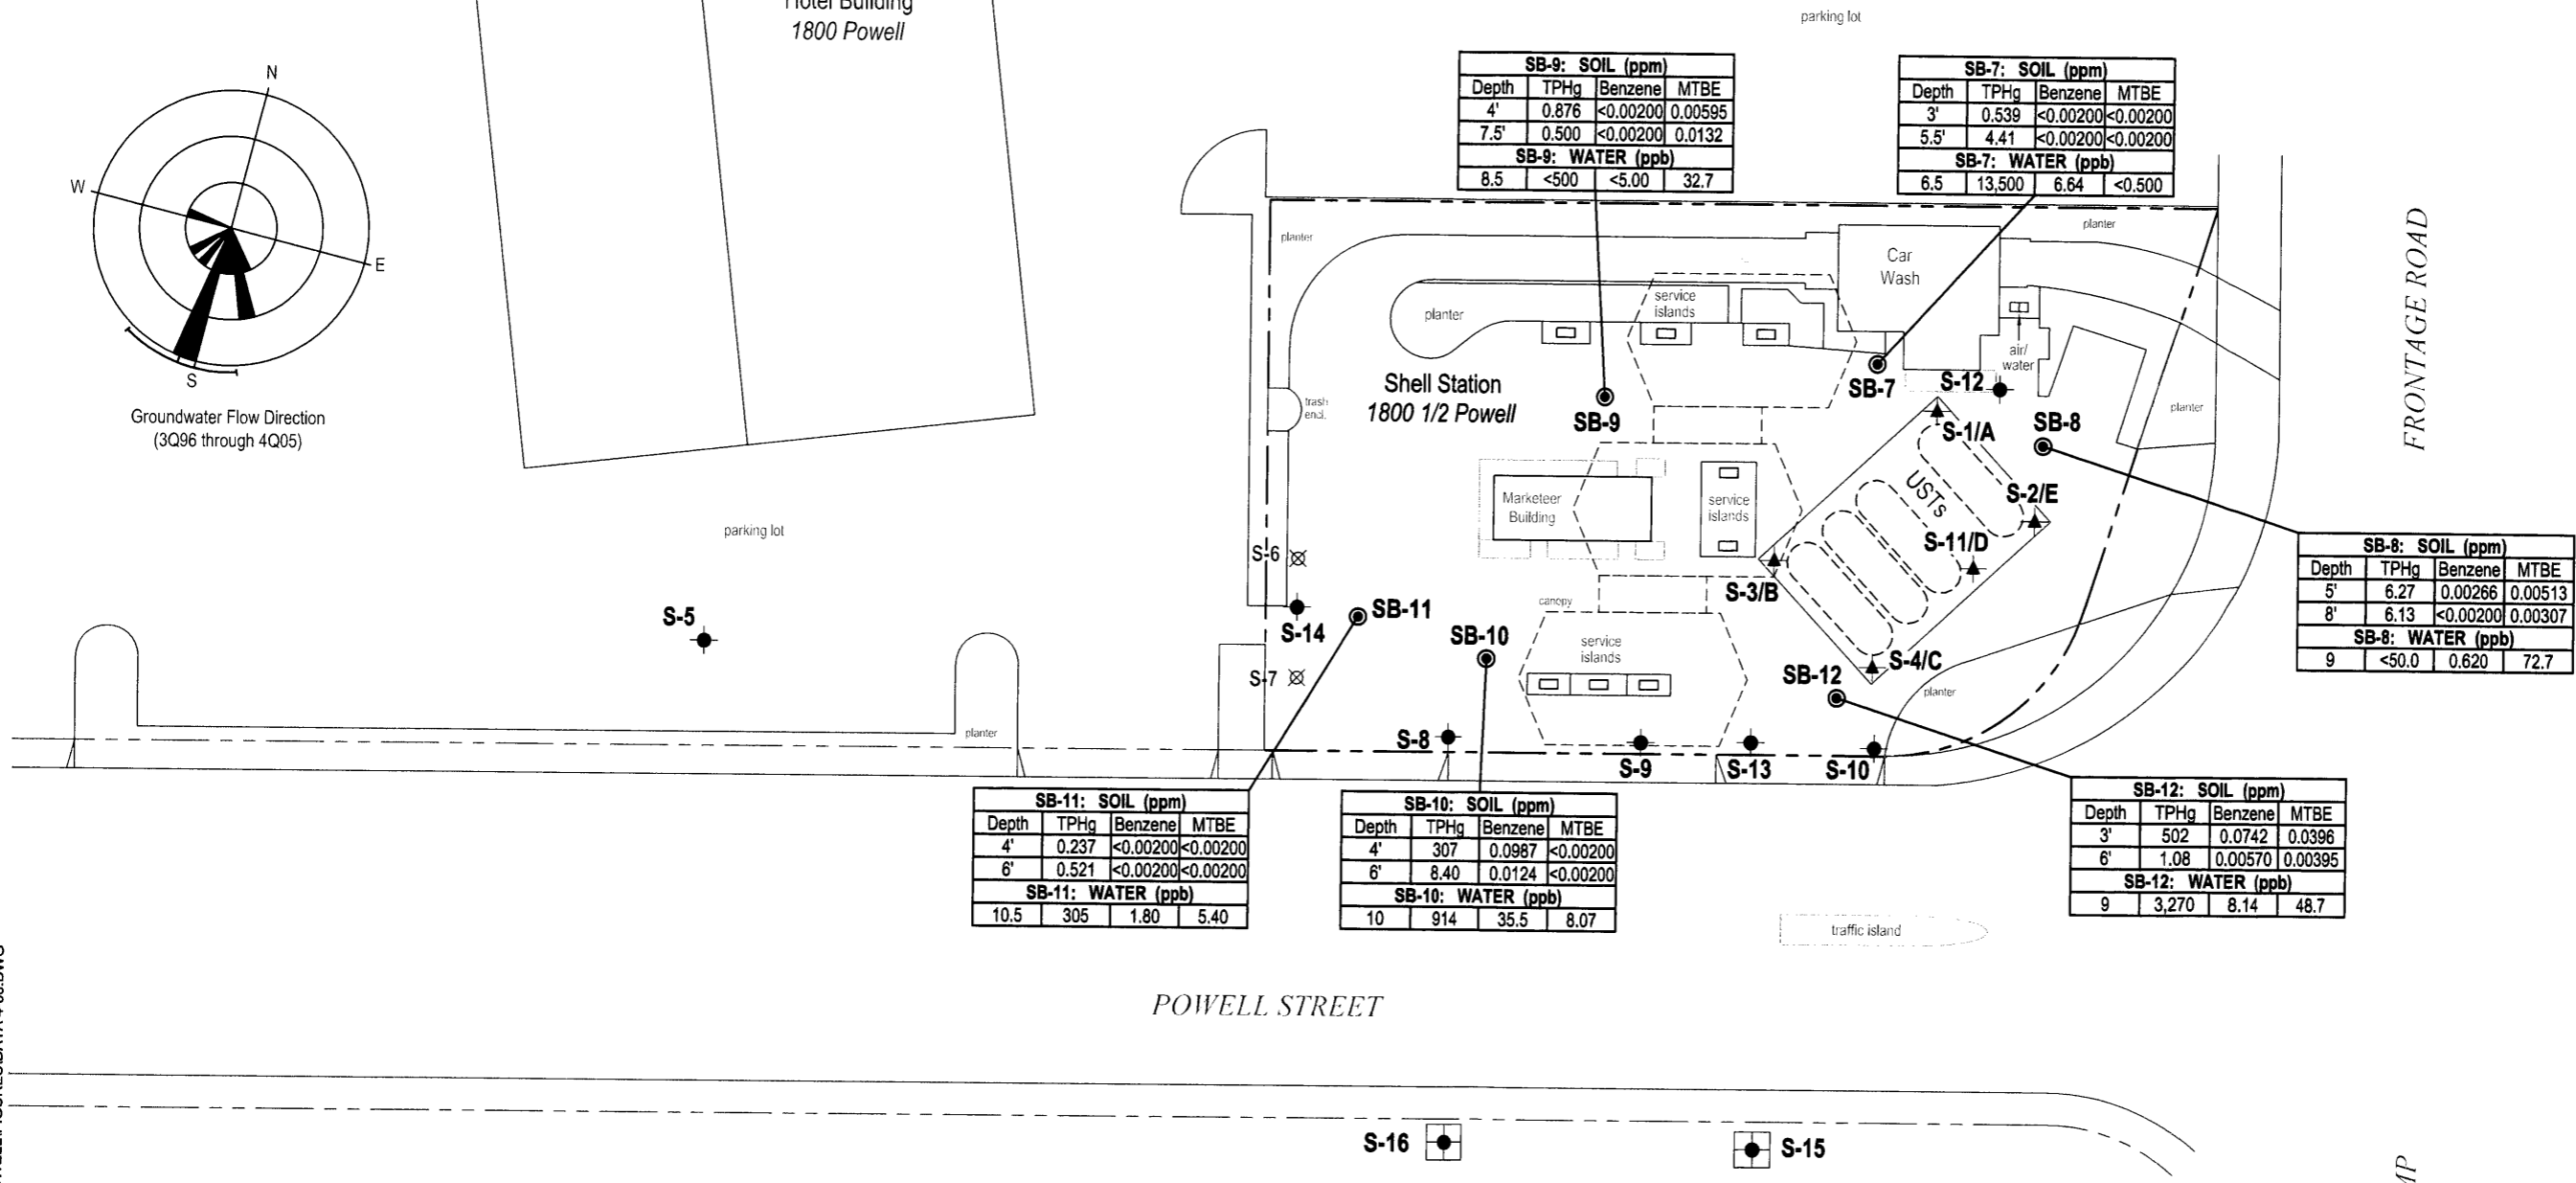 Hotel Building
1800 Powell
parking lot
N
W
E
S
Groundwater Flow Direction
(3Q96 through 4Q05)
SB-9: SOIL (ppm)
Depth TPHg Benzene MTBE
4' 0.876 <0.00200 0.00595
7.5' 0.500 <0.00200 0.0132
SB-9: WATER (ppb)
8.5 <500 <5.00 32.7
SB-7: SOIL (ppm)
Depth TPHg Benzene MTBE
3' 0.539 <0.00200 <0.00200
5.5' 4.41 <0.00200 <0.00200
SB-7: WATER (ppb)
6.5 13,500 6.64 <0.500
planter
planter
Car
Wash
service
islands
planter
air/
water
FRONTAGE ROAD
Shell Station
1800 1/2 Powell
trash
encl.
SB-9
SB-7
S-12
planter
S-1/A
SB-8
USTs
S-2/E
Marketeer
Building
service
islands
parking lot
S-6
S-11/D
S-3/B
SB-8: SOIL (ppm)
Depth TPHg Benzene MTBE
5' 6.27 0.00266 0.00513
8' 6.13 <0.00200 0.00307
SB-8: WATER (ppb)
9 <50.0 0.620 72.7
canopy
S-5
S-14
SB-11
SB-10
service
islands
S-4/C
SB-12
planter
S-7
planter
S-8
S-9
S-13
S-10
SB-11: SOIL (ppm)
Depth TPHg Benzene MTBE
4' 0.237 <0.00200 <0.00200
6' 0.521 <0.00200 <0.00200
SB-11: WATER (ppb)
10.5 305 1.80 5.40
SB-10: SOIL (ppm)
Depth TPHg Benzene MTBE
4' 307 0.0987 <0.00200
6' 8.40 0.0124 <0.00200
SB-10: WATER (ppb)
10 914 35.5 8.07
SB-12: SOIL (ppm)
Depth TPHg Benzene MTBE
3' 502 0.0742 0.0396
6' 1.08 0.00570 0.00395
SB-12: WATER (ppb)
9 3,270 8.14 48.7
traffic island
POWELL STREET
S-16
S-15